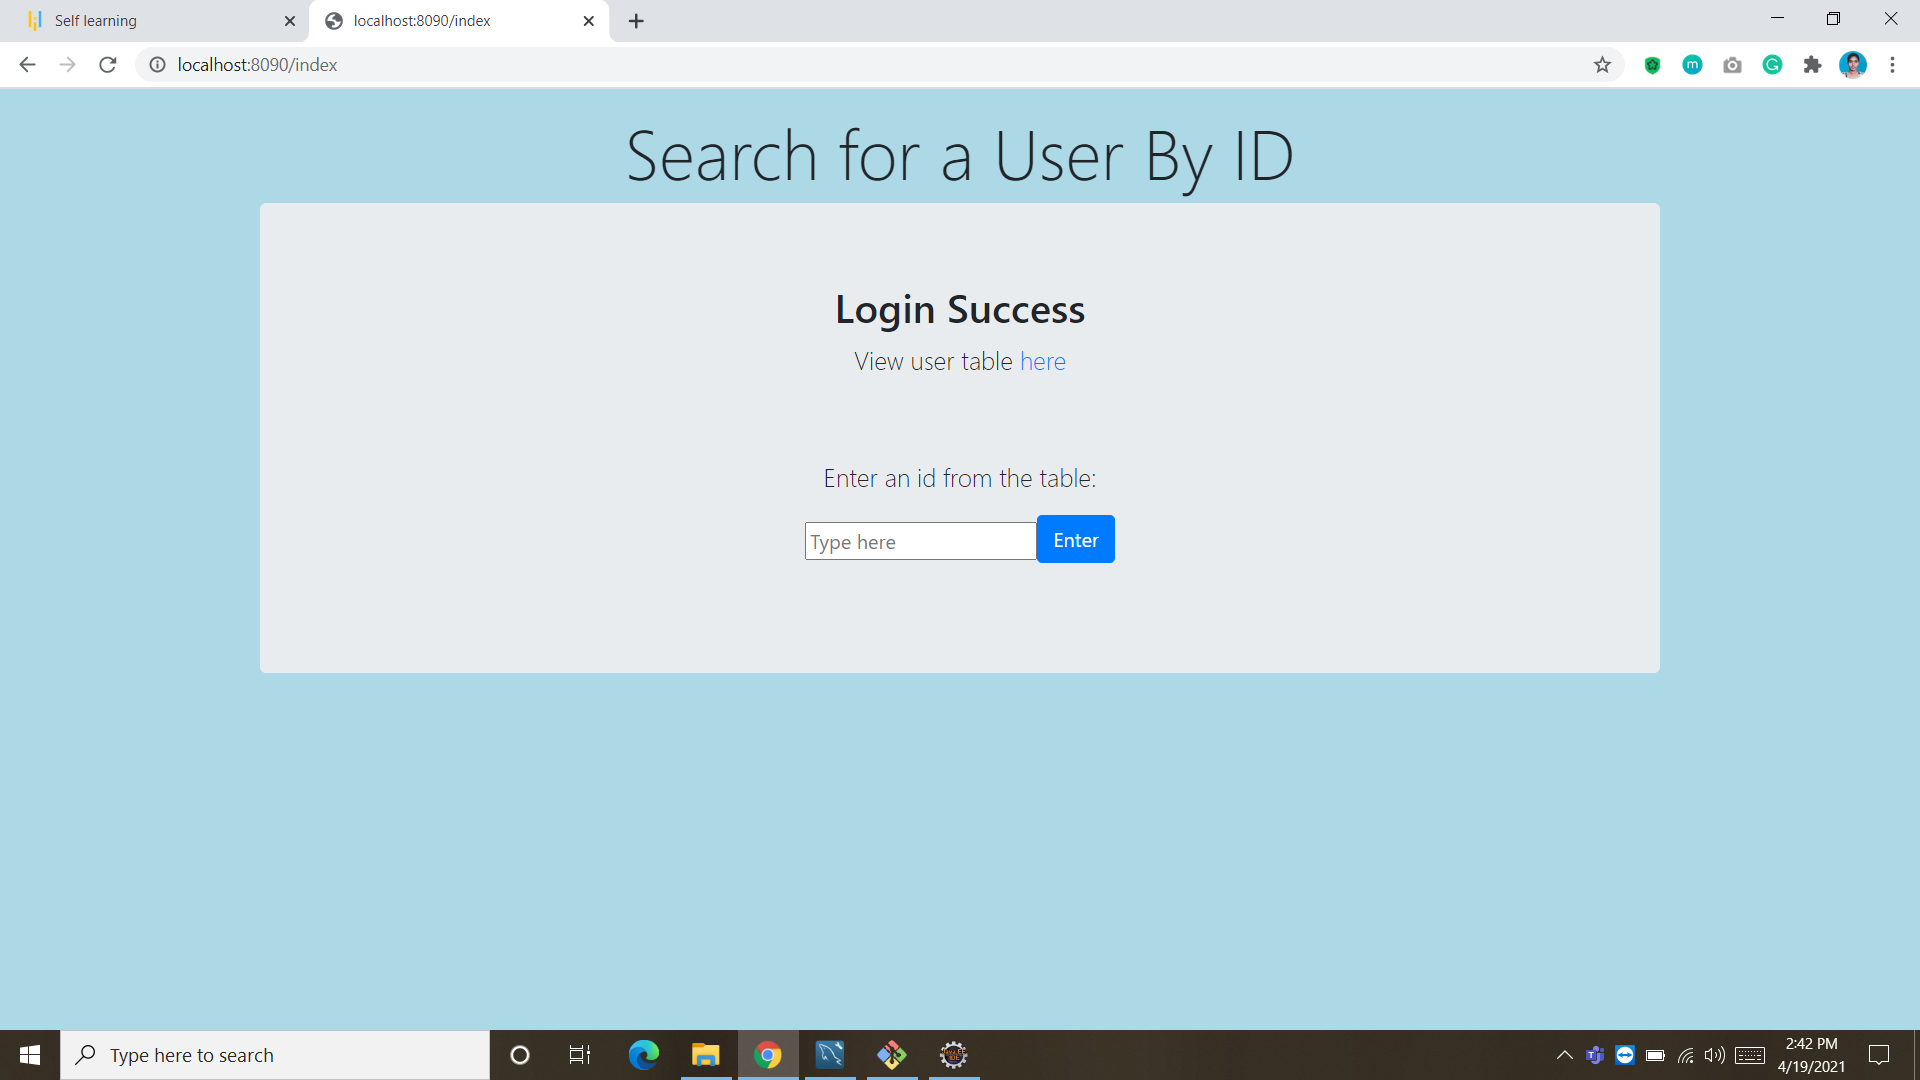 Self learning
localhost:8090/index
localhost:8090/index
Search for a User By ID
Login Success
View user table here
Enter an id from the table:
Type here
Enter
Type here to search
2:42 PM
4/19/2021